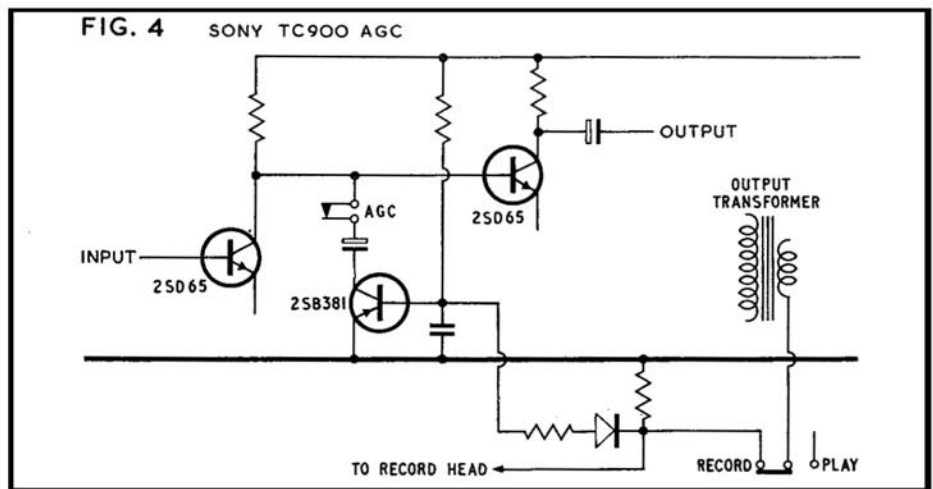 FIG. 4 SONY TC900 AGC
OUTPUT
OUTPUT
TRANSFORMER
AGC
2SD65
INPUT
2SD65
2SB381
TO RECORD HEAD
RECORD
PLAY